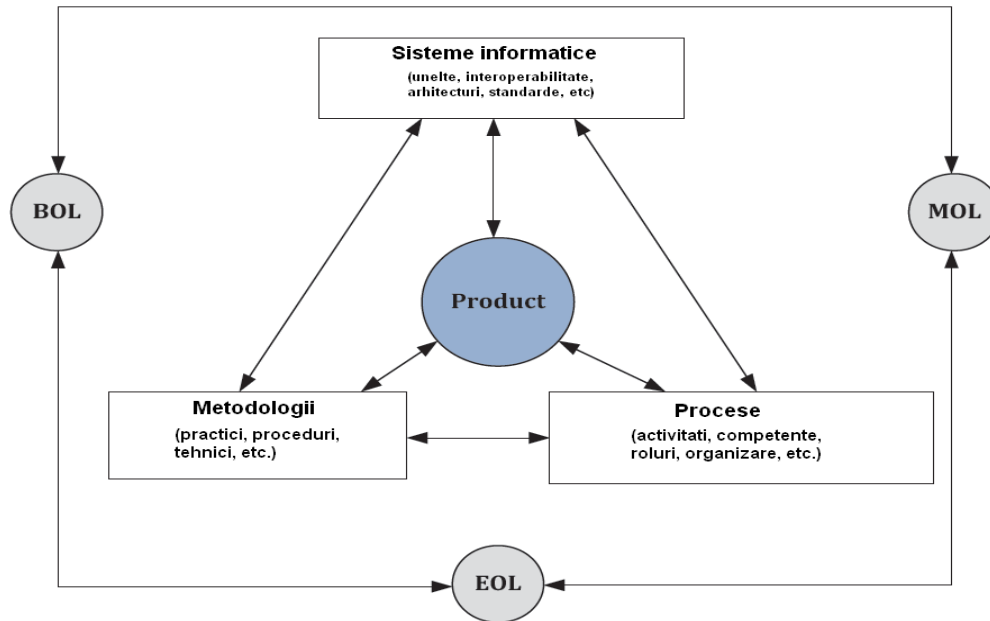 Sisteme informatice
(unelte, interoperabilitate,
arhitecturi, standarde, etc)
BOL
MOL
Product
Metodologii
(practici, proceduri,
tehnici, etc.)
Procese
(activitati, competente,
roluri, organizare, etc.)
EOL